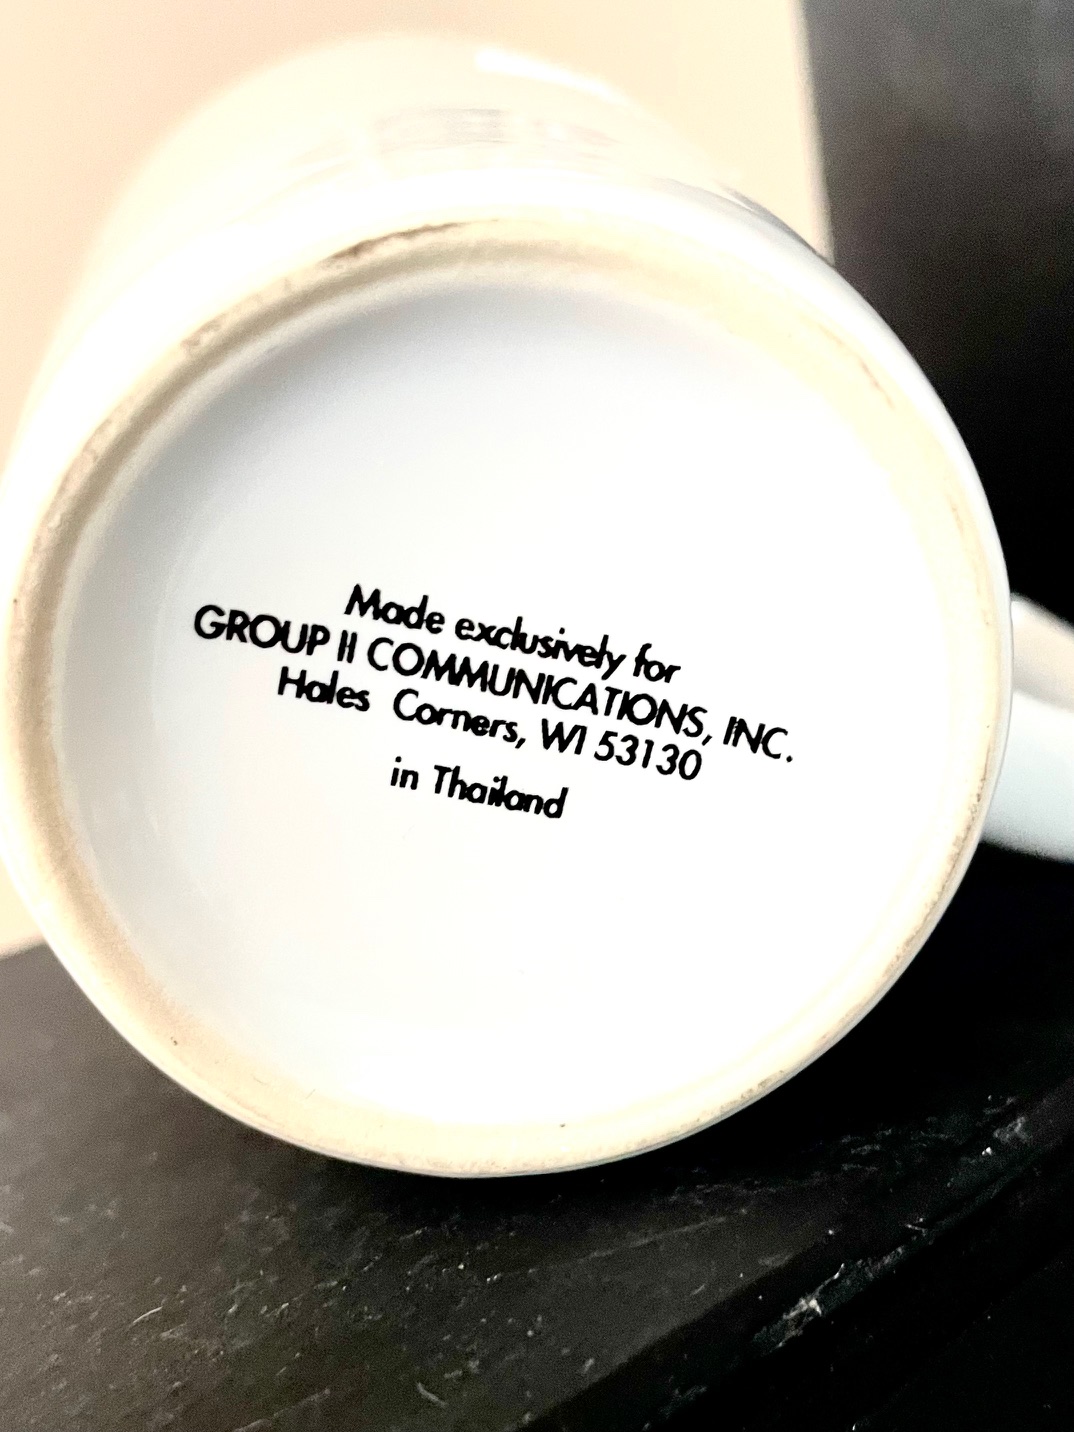 Made exclusively for
GROUP II COMMUNICATIONS, INC.
Hales Corners, WI 53130
in Thailand